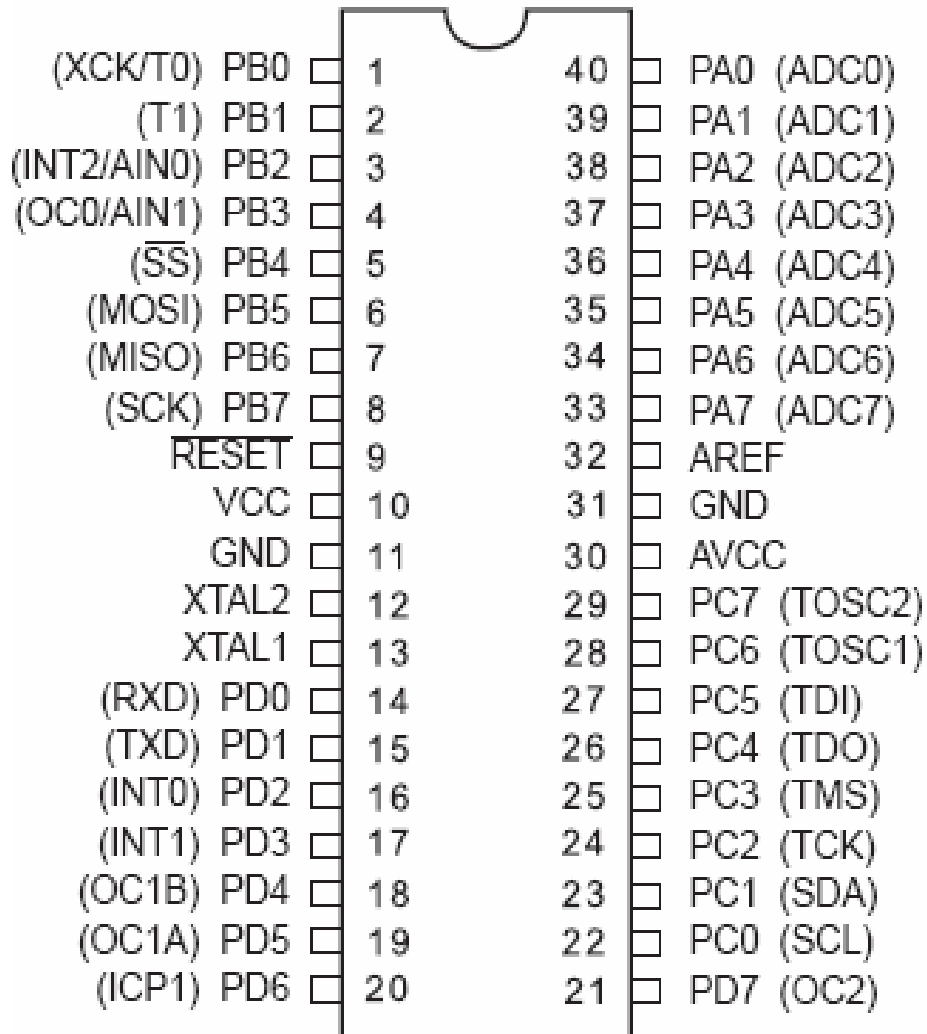 (XCK/T0) PB0 1 40 PA0 (ADC0)
(T1) PB1 2 39 PA1 (ADC1)
(INT2/AIN0) PB2 3 38 PA2 (ADC2)
(OC0/AIN1) PB3 4 37 PA3 (ADC3)
(S̅S̅) PB4 5 36 PA4 (ADC4)
(MOSI) PB5 6 35 PA5 (ADC5)
(MISO) PB6 7 34 PA6 (ADC6)
(SCK) PB7 8 33 PA7 (ADC7)
R̅E̅S̅E̅T̅ 9 32 AREF
VCC 10 31 GND
GND 11 30 AVCC
XTAL2 12 29 PC7 (TOSC2)
XTAL1 13 28 PC6 (TOSC1)
(RXD) PD0 14 27 PC5 (TDI)
(TXD) PD1 15 26 PC4 (TDO)
(INT0) PD2 16 25 PC3 (TMS)
(INT1) PD3 17 24 PC2 (TCK)
(OC1B) PD4 18 23 PC1 (SDA)
(OC1A) PD5 19 22 PC0 (SCL)
(ICP1) PD6 20 21 PD7 (OC2)